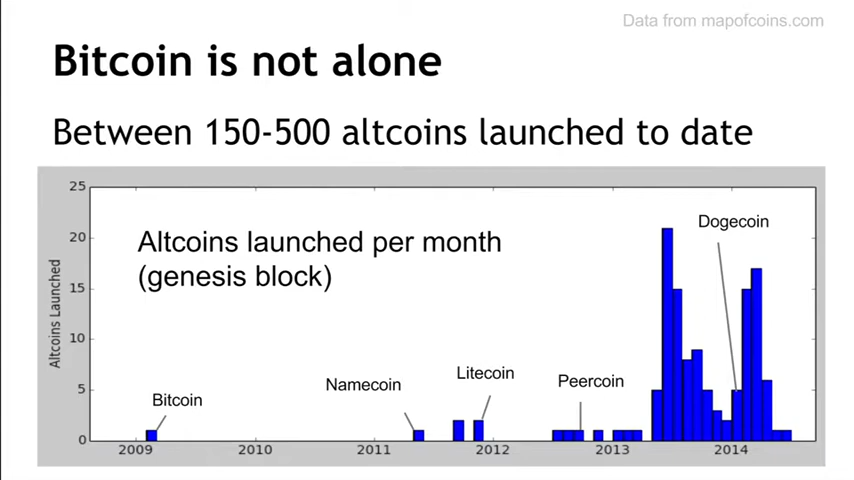 Data from mapofcoins.com
Bitcoin is not alone
Between 150-500 altcoins launched to date
Altcoins launched per month
(genesis block)
Altcoins Launched
25
20
15
10
5
0
Bitcoin
Namecoin
Litecoin
Peercoin
Dogecoin
2009 2010 2011 2012 2013 2014